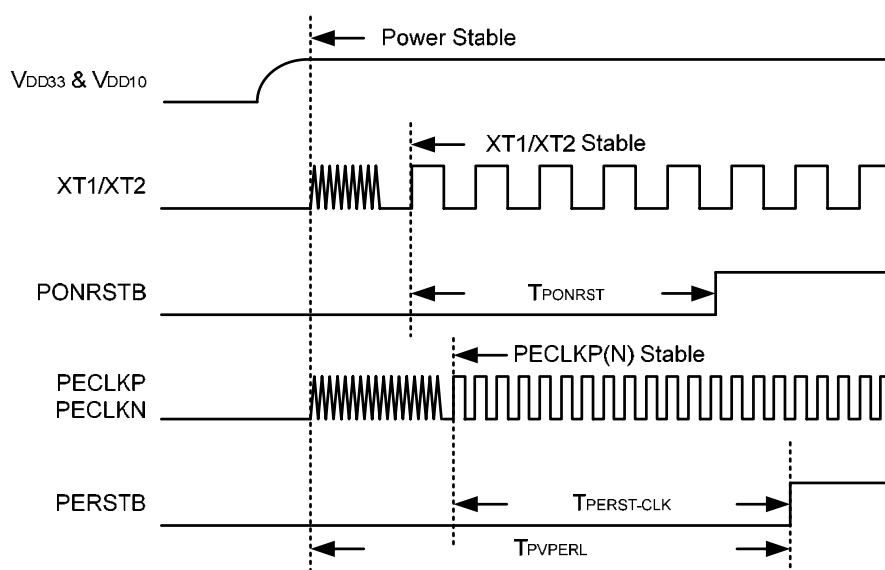 Power Stable
VDD33 & VDD10
XT1/XT2 Stable
XT1/XT2
PONRSTB
TPONRST
PECLKP(N) Stable
PECLKP
PECLKN
PERSTB
TPERST-CLK
TPVPERL